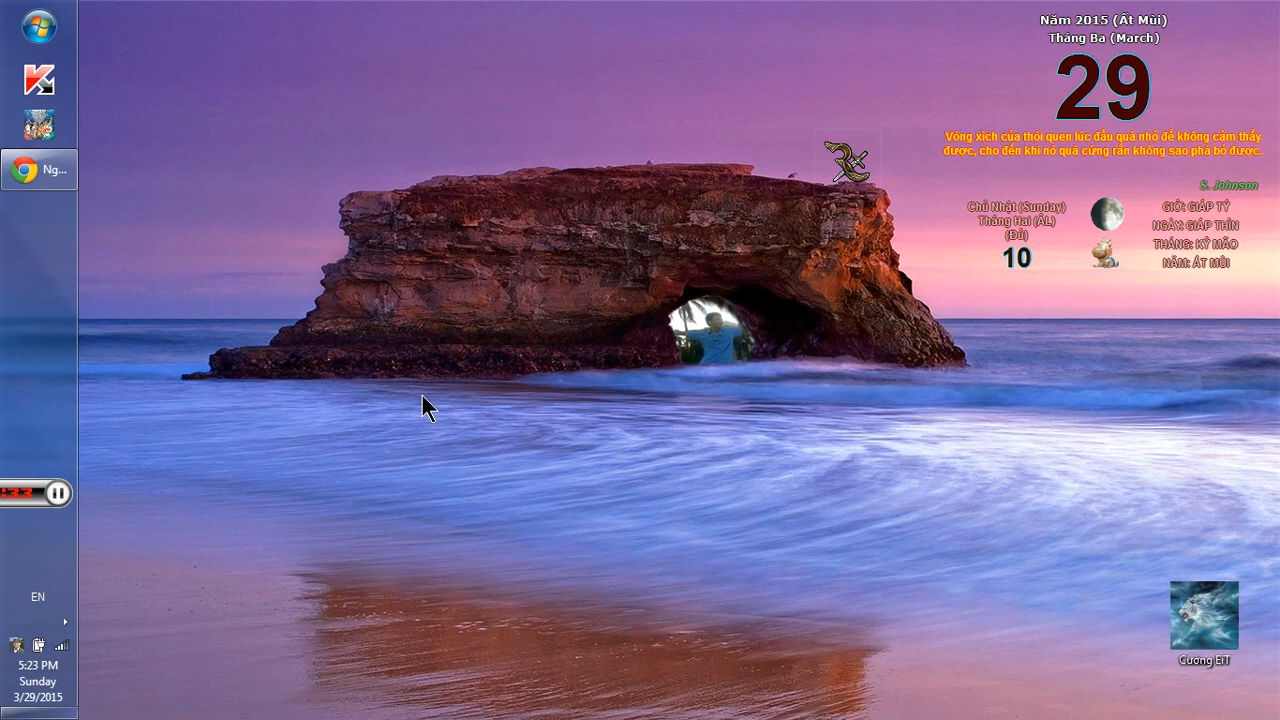 Năm 2015 (Ất Mùi)
Tháng Ba (March)
29
Vòng xích của thói quen lúc đầu quá nhỏ để không cảm thấy
được, cho đến khi nó quá cứng rắn không sao phá bỏ được.
S. Johnson
Chủ Nhật (Sunday)
Tháng Hai (ÂL)
(Đủ)
10
GIỜ: GIÁP TÝ
NGÀY: GIÁP THÌN
THÁNG: KỶ MÃO
NĂM: ẤT MÙI
Ng...
:33
EN
5:23 PM
Sunday
3/29/2015
Cường EiT